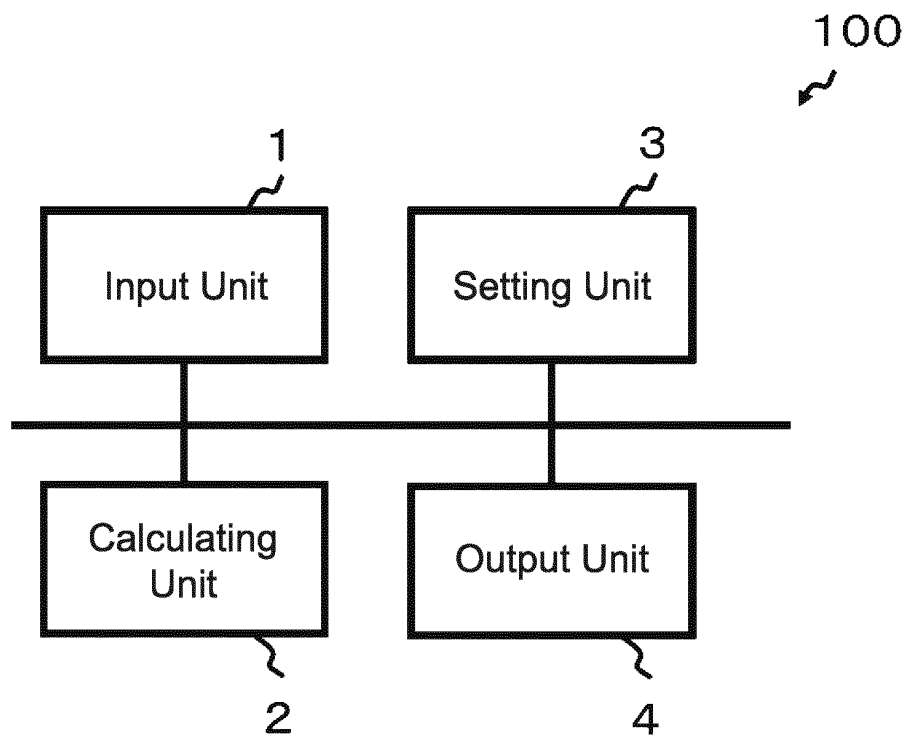 100
1
3
Input Unit
Setting Unit
Calculating
Unit
Output Unit
2
4